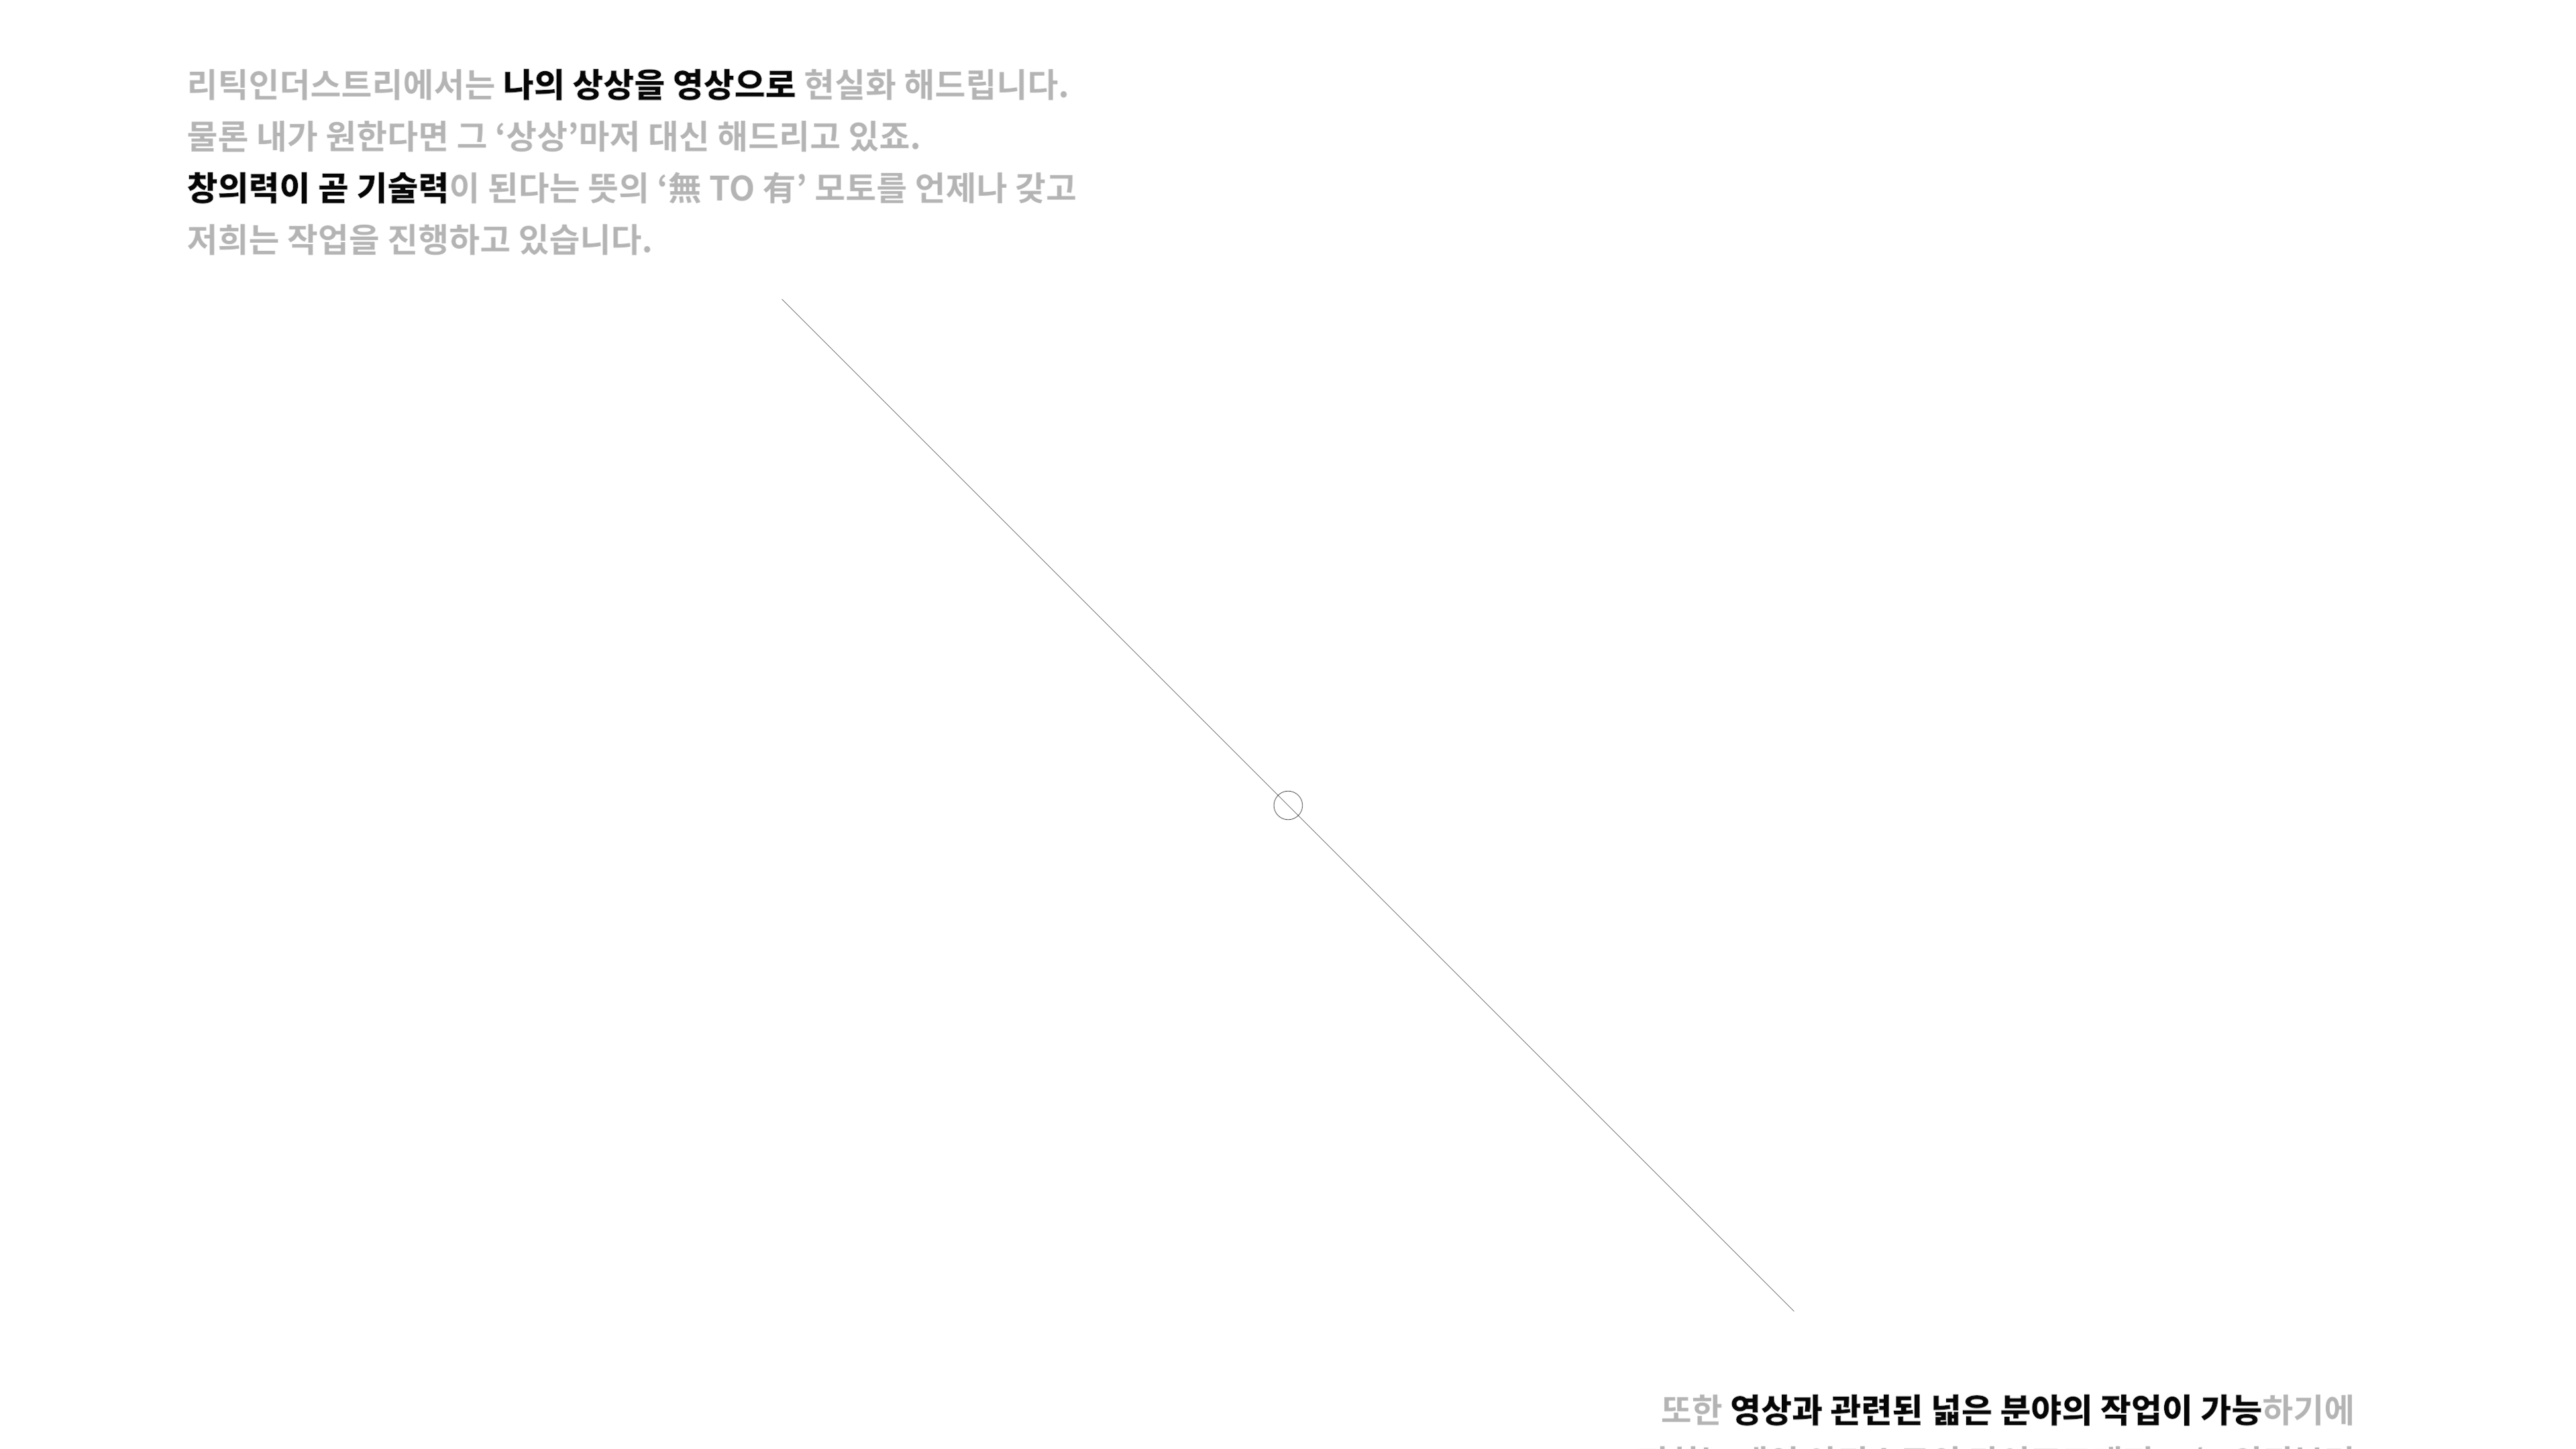 리틱인더스트리에서는 나의 상상을 영상으로 현실화 해드립니다.
물론 내가 원한다면 그 ‘상상’마저 대신 해드리고 있죠.
창의력이 곧 기술력이 된다는 뜻의 ‘無 TO 有’ 모토를 언제나 갖고
저희는 작업을 진행하고 있습니다.
또한 영상과 관련된 넓은 분야의 작업이 가능하기에